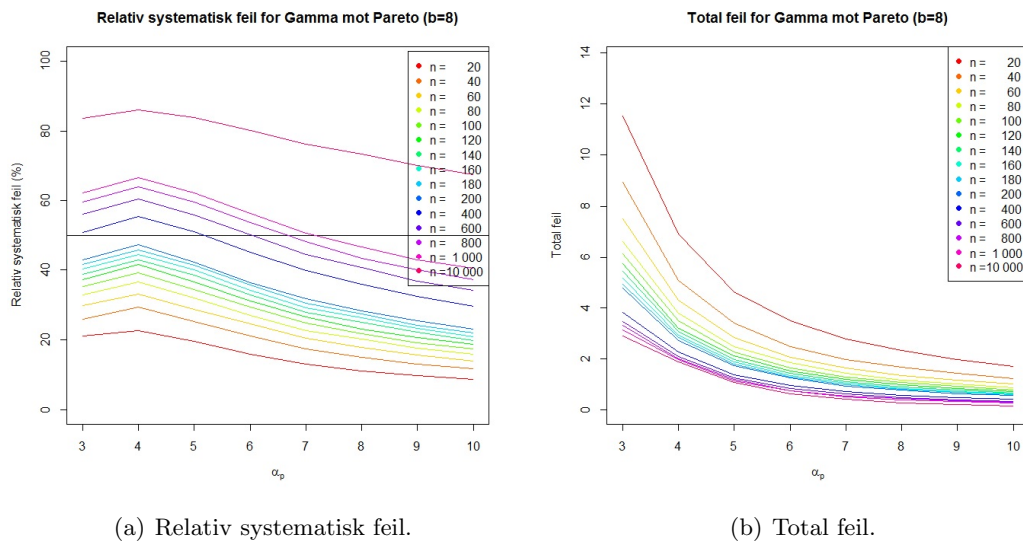 Relativ systematisk feil for Gamma mot Pareto (b=8)
Relativ systematisk feil (%)
100
80
60
40
20
0
n = 20
n = 40
n = 60
n = 80
n = 100
n = 120
n = 140
n = 160
n = 180
n = 200
n = 400
n = 600
n = 800
n = 1 000
n =10 000
3 4 5 6 7 8 9 10
αp
(a) Relativ systematisk feil.
Total feil for Gamma mot Pareto (b=8)
Total feil
14
12
10
8
6
4
2
0
n = 20
n = 40
n = 60
n = 80
n = 100
n = 120
n = 140
n = 160
n = 180
n = 200
n = 400
n = 600
n = 800
n = 1 000
n =10 000
3 4 5 6 7 8 9 10
αp
(b) Total feil.